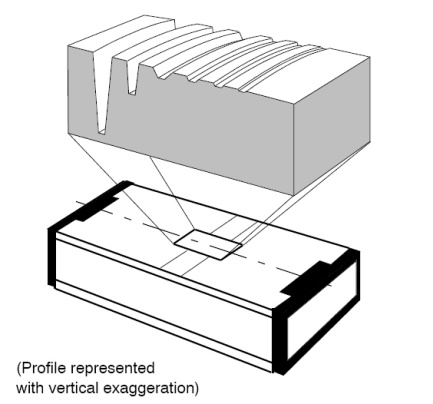 (Profile represented
with vertical exaggeration)